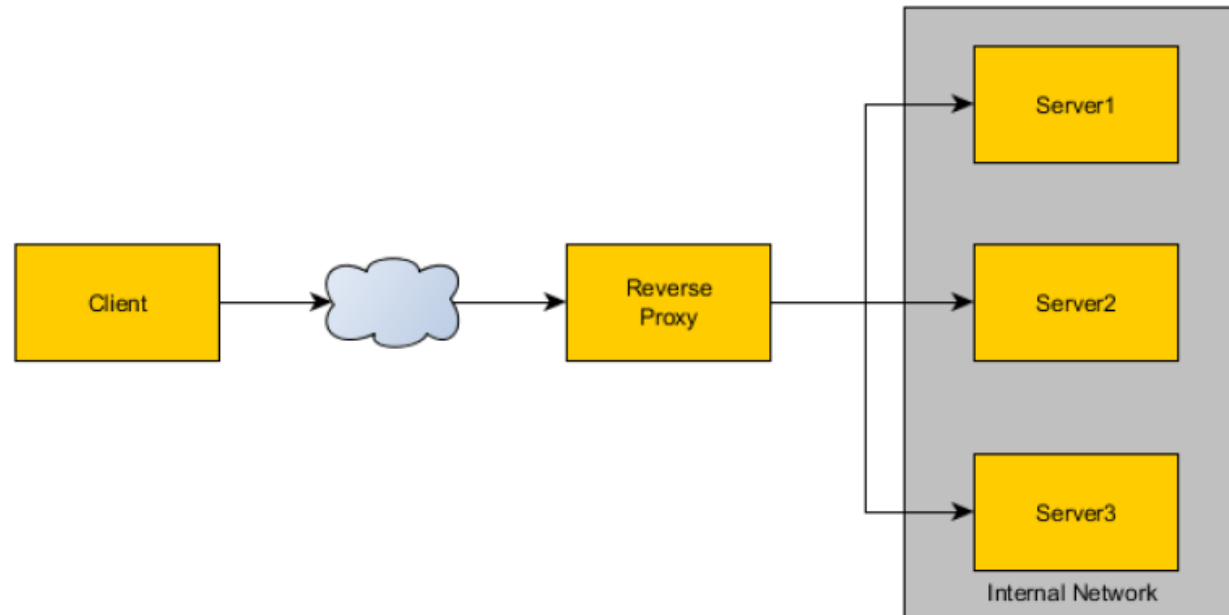 Client
Reverse
Proxy
Server1
Server2
Server3
Internal Network